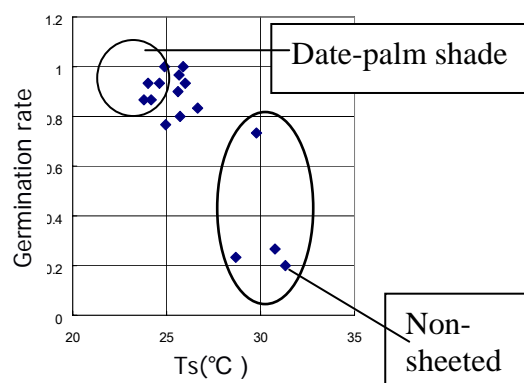 1.2
1
0.8
0.6
0.4
0.2
0
Germination rate
20
25
30
35
Ts(℃)
Date-palm shade
Non-
sheeted